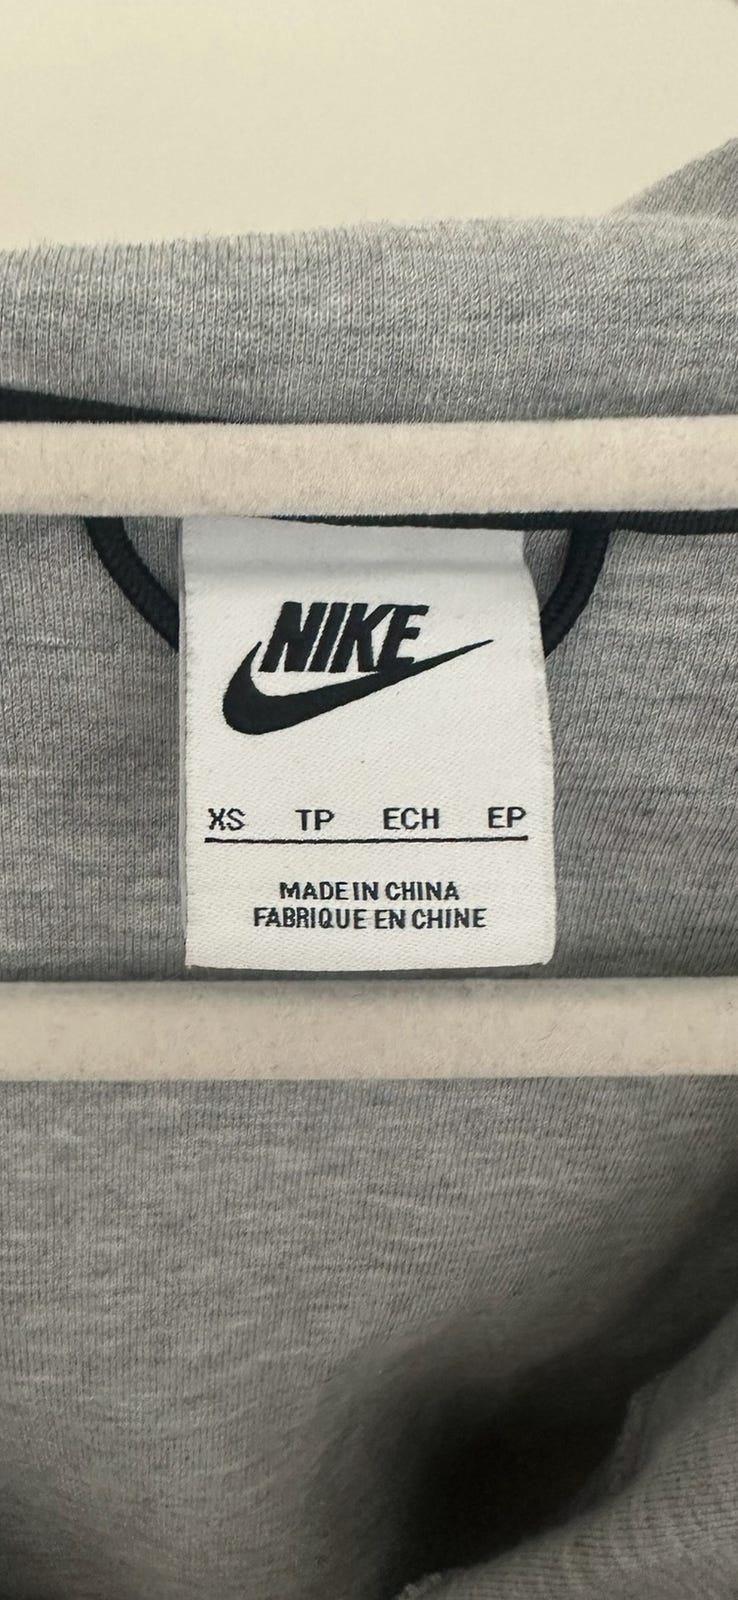 NIKE
XS TP ECH EP
MADE IN CHINA
FABRIQUE EN CHINE